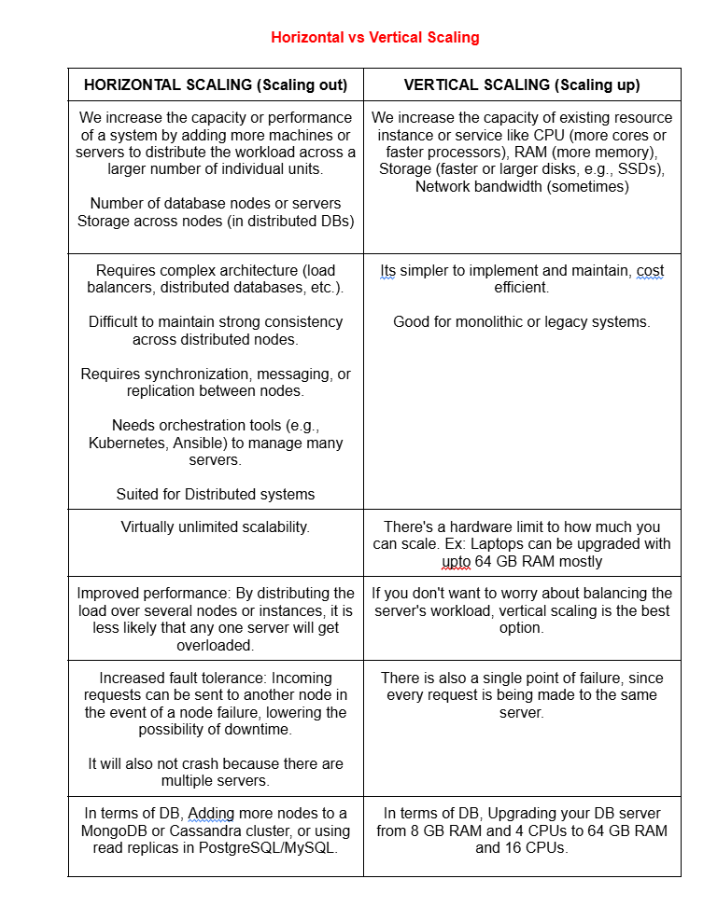 Horizontal vs Vertical Scaling
HORIZONTAL SCALING (Scaling out)
VERTICAL SCALING (Scaling up)
We increase the capacity or performance
of a system by adding more machines or
servers to distribute the workload across a
larger number of individual units.
Number of database nodes or servers
Storage across nodes (in distributed DBs)
We increase the capacity of existing resource
instance or service like CPU (more cores or
faster processors), RAM (more memory),
Storage (faster or larger disks, e.g., SSDs),
Network bandwidth (sometimes)
Requires complex architecture (load
balancers, distributed databases, etc.).
Difficult to maintain strong consistency
across distributed nodes.
Requires synchronization, messaging, or
replication between nodes.
Needs orchestration tools (e.g.,
Kubernetes, Ansible) to manage many
servers.
Suited for Distributed systems
Its simpler to implement and maintain, cost
efficient.
Good for monolithic or legacy systems.
Virtually unlimited scalability.
There's a hardware limit to how much you
can scale. Ex: Laptops can be upgraded with
upto 64 GB RAM mostly
Improved performance: By distributing the
load over several nodes or instances, it is
less likely that any one server will get
overloaded.
If you don't want to worry about balancing the
server's workload, vertical scaling is the best
option.
Increased fault tolerance: Incoming
requests can be sent to another node in
the event of a node failure, lowering the
possibility of downtime.
It will also not crash because there are
multiple servers.
There is also a single point of failure, since
every request is being made to the same
server.
In terms of DB, Adding more nodes to a
MongoDB or Cassandra cluster, or using
read replicas in PostgreSQL/MySQL.
In terms of DB, Upgrading your DB server
from 8 GB RAM and 4 CPUs to 64 GB RAM
and 16 CPUs.